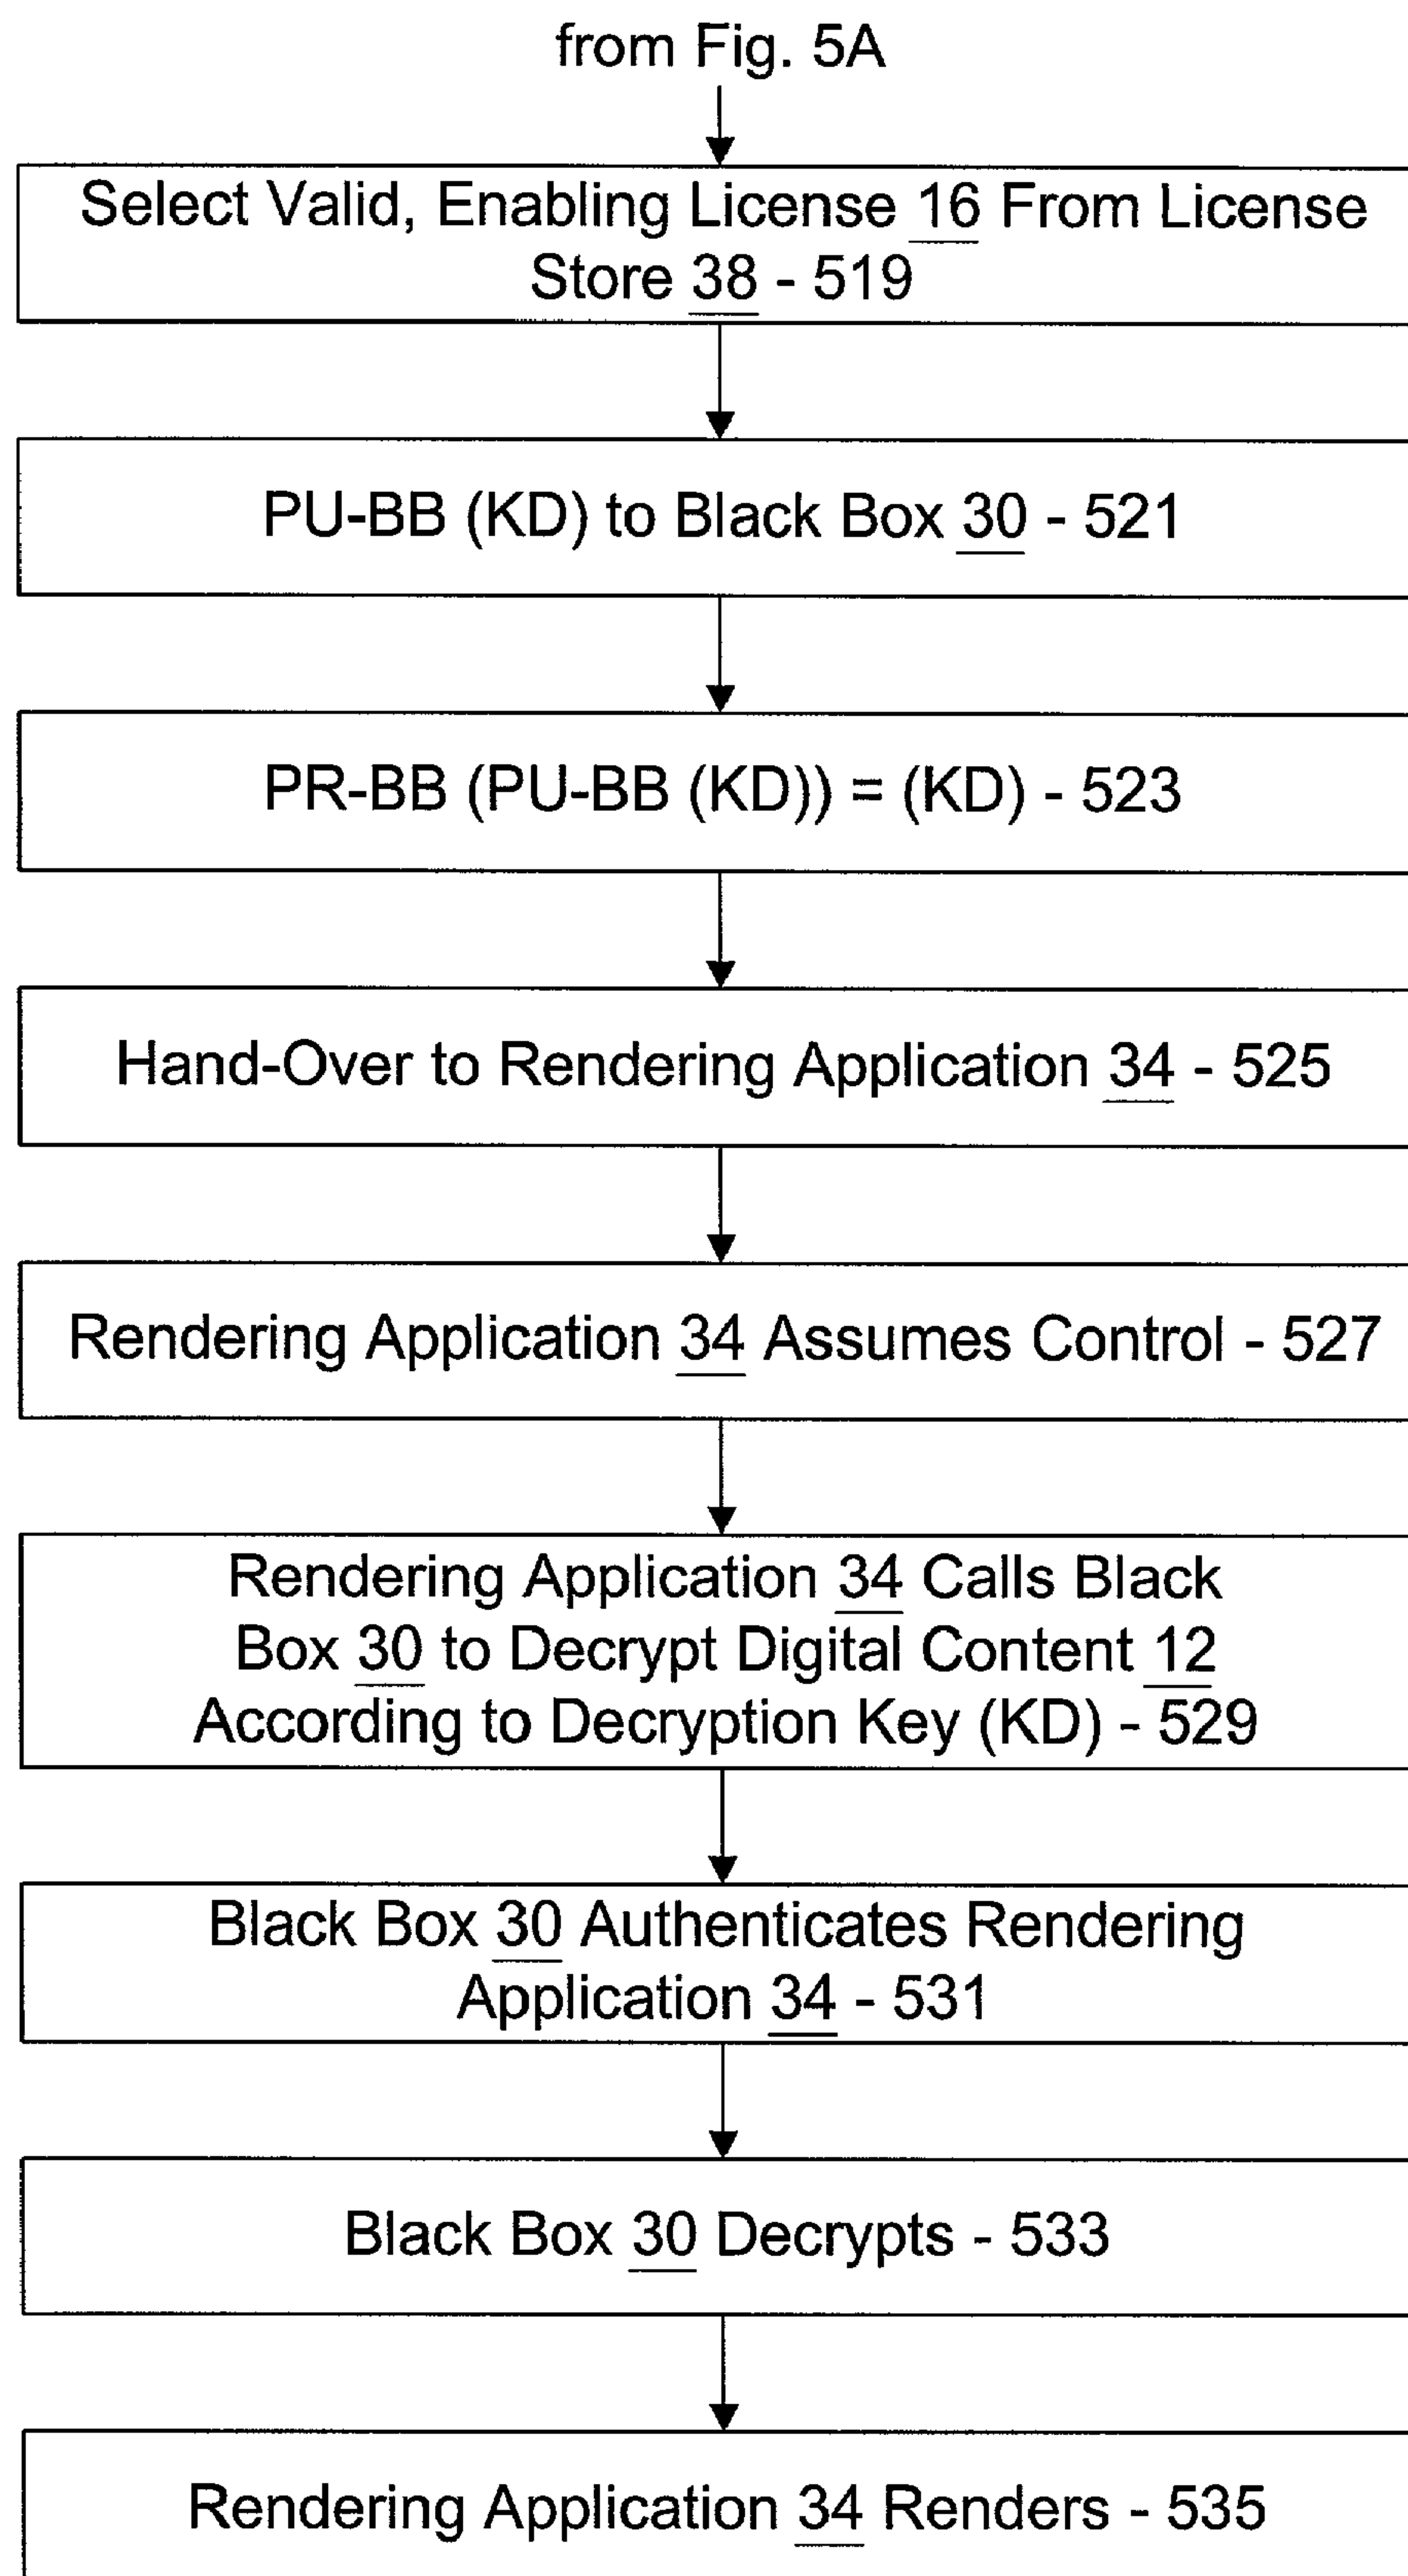 from Fig. 5A
Select Valid, Enabling License 16 From License
Store 38 - 519
PU-BB (KD) to Black Box 30 - 521
PR-BB (PU-BB (KD)) = (KD) - 523
Hand-Over to Rendering Application 34 - 525
Rendering Application 34 Assumes Control - 527
Rendering Application 34 Calls Black
Box 30 to Decrypt Digital Content 12
According to Decryption Key (KD) - 529
Black Box 30 Authenticates Rendering
Application 34 - 531
Black Box 30 Decrypts - 533
Rendering Application 34 Renders - 535